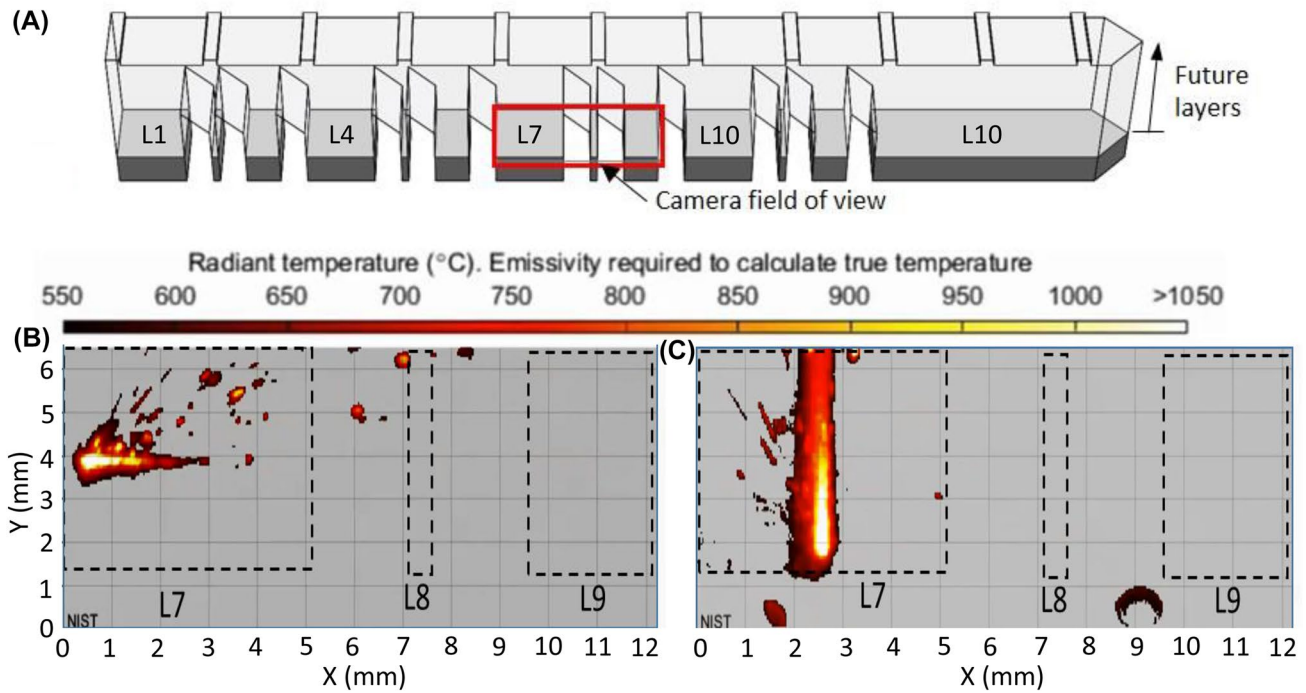 (A)
L1 L4 L7 L10 L10
Future
layers
Camera field of view
Radiant temperature (°C). Emissivity required to calculate true temperature
550 600 650 700 750 800 850 900 950 1000 >1050
(B)
6
5
4
3
2
1
0
Y (mm)
L7 L8 L9
NIST
0 1 2 3 4 5 6 7 8 9 10 11 12
X (mm)
(C)
L7 L8 L9
NIST
0 1 2 3 4 5 6 7 8 9 10 11 12
X (mm)